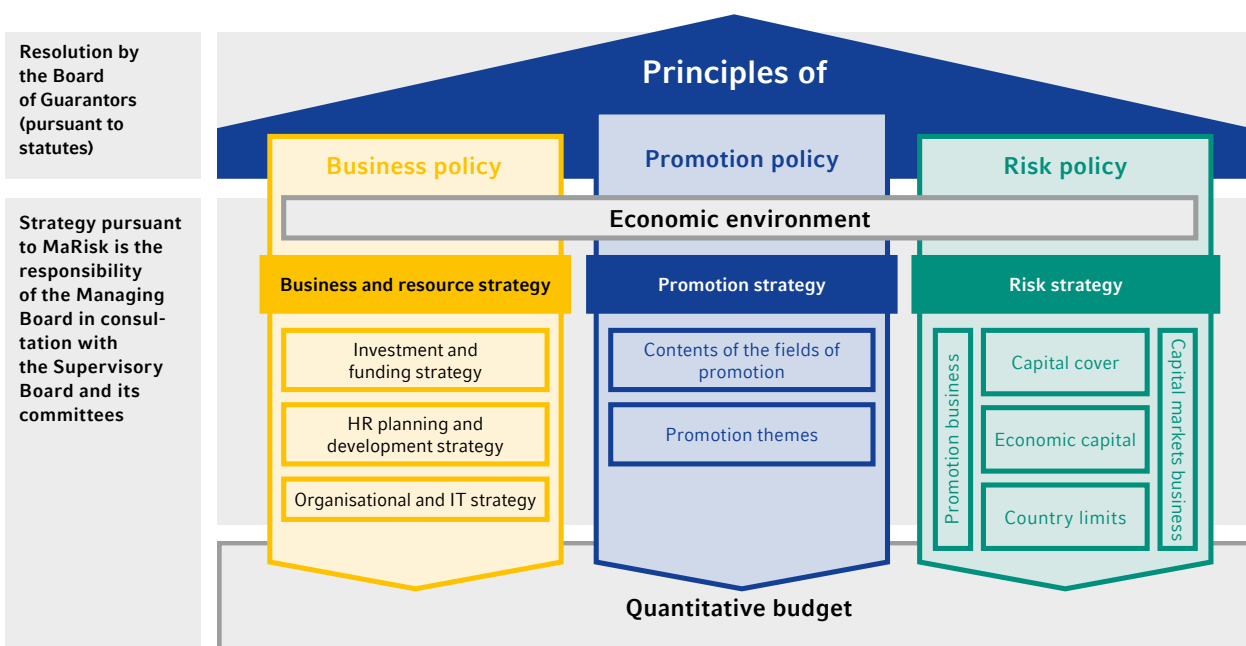 Resolution by
the Board
of Guarantors
(pursuant to
statutes)
Principles of
Business policy
Promotion policy
Risk policy
Strategy pursuant
to MaRisk is the
responsibility
of the Managing
Board in consul-
tation with
the Supervisory
Board and its
committees
Economic environment
Business and resource strategy
Promotion strategy
Risk strategy
Investment and
funding strategy
HR planning and
development strategy
Organisational and IT strategy
Contents of the fields of
promotion
Promotion themes
Promotion business
Capital cover
Economic capital
Country limits
Capital markets business
Quantitative budget